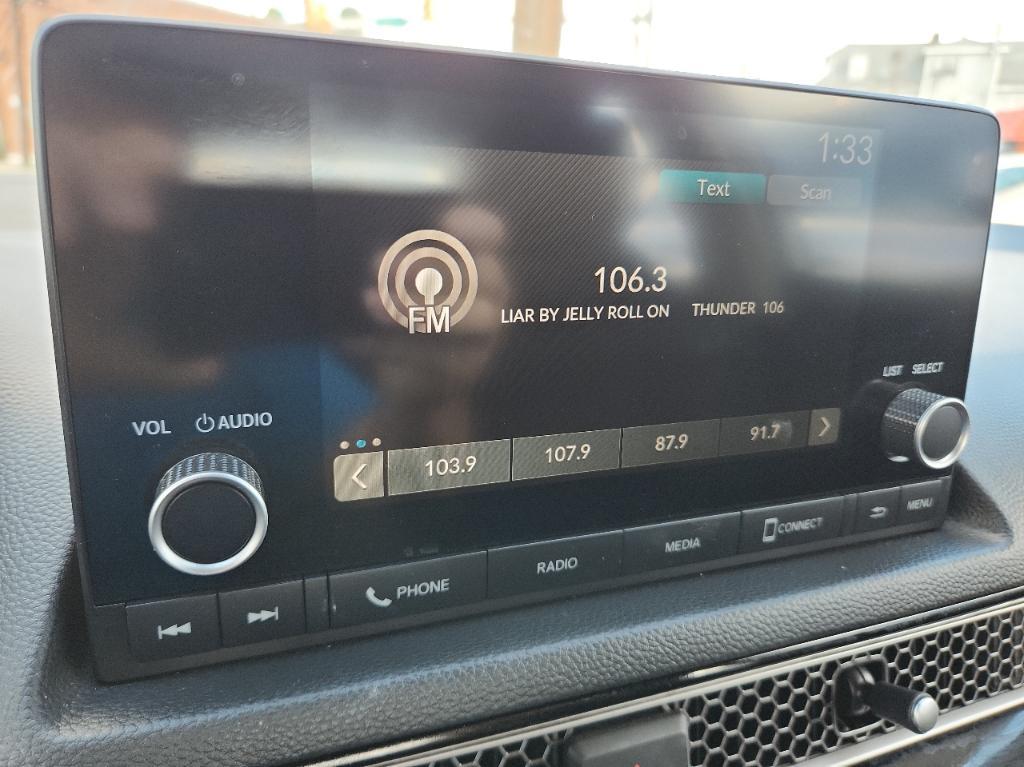 1:33
Text Scan
106.3
FM
LIAR BY JELLY ROLL ON THUNDER 106
LIST SELECT
VOL AUDIO
103.9 107.9 87.9 91.7
PHONE RADIO MEDIA CONNECT MENU